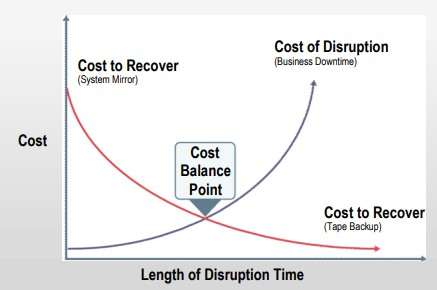 Cost of Disruption
(Business Downtime)
Cost to Recover
(System Mirror)
Cost
Cost
Balance
Point
Cost to Recover
(Tape Backup)
Length of Disruption Time